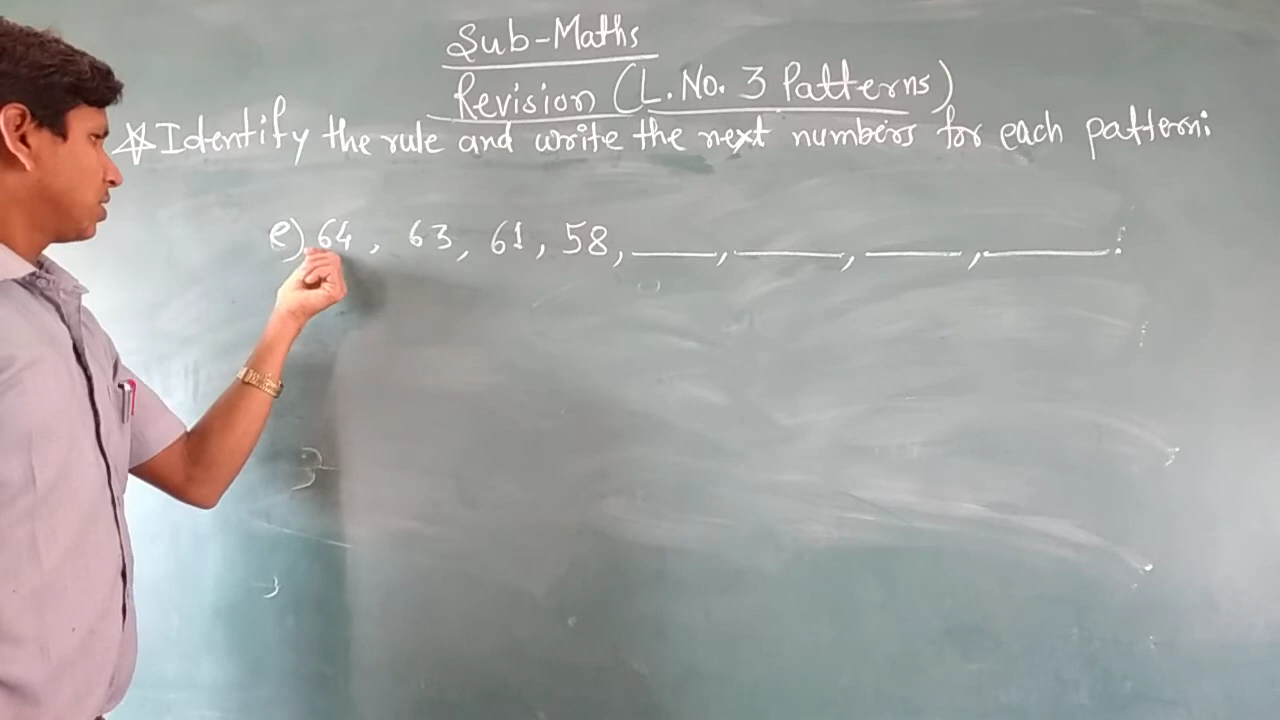 Sub-Maths
Revision (L. No. 3 Patterns)
☆ Identify the rule and write the next numbers for each pattern:
e) 64, 63, 61, 58, ____, ____, ____, ____.